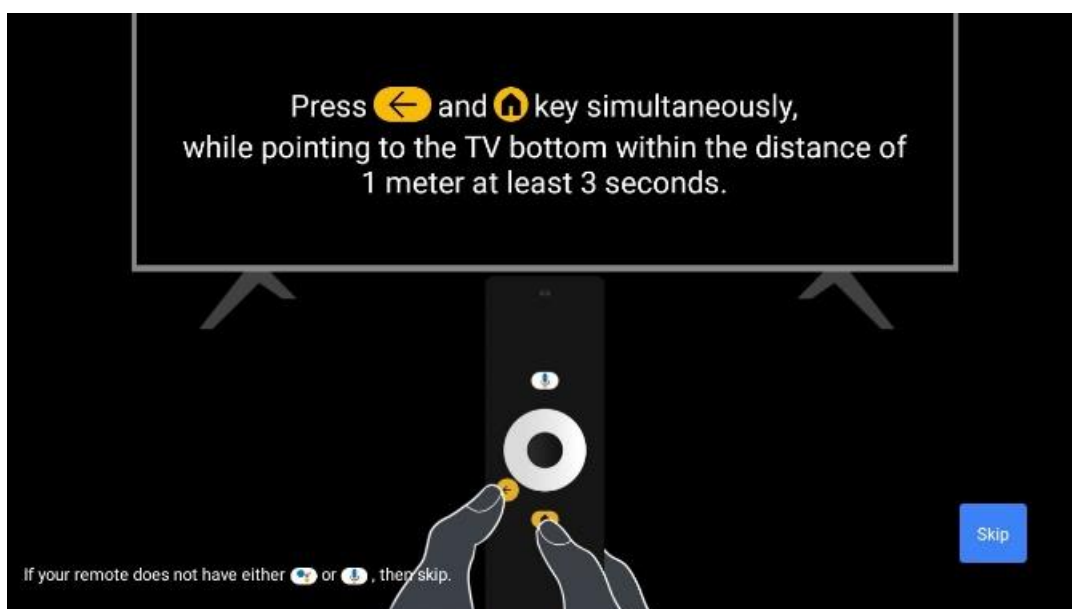 Press and key simultaneously,
while pointing to the TV bottom within the distance of
1 meter at least 3 seconds.
Skip
If your remote does not have either or , then skip.